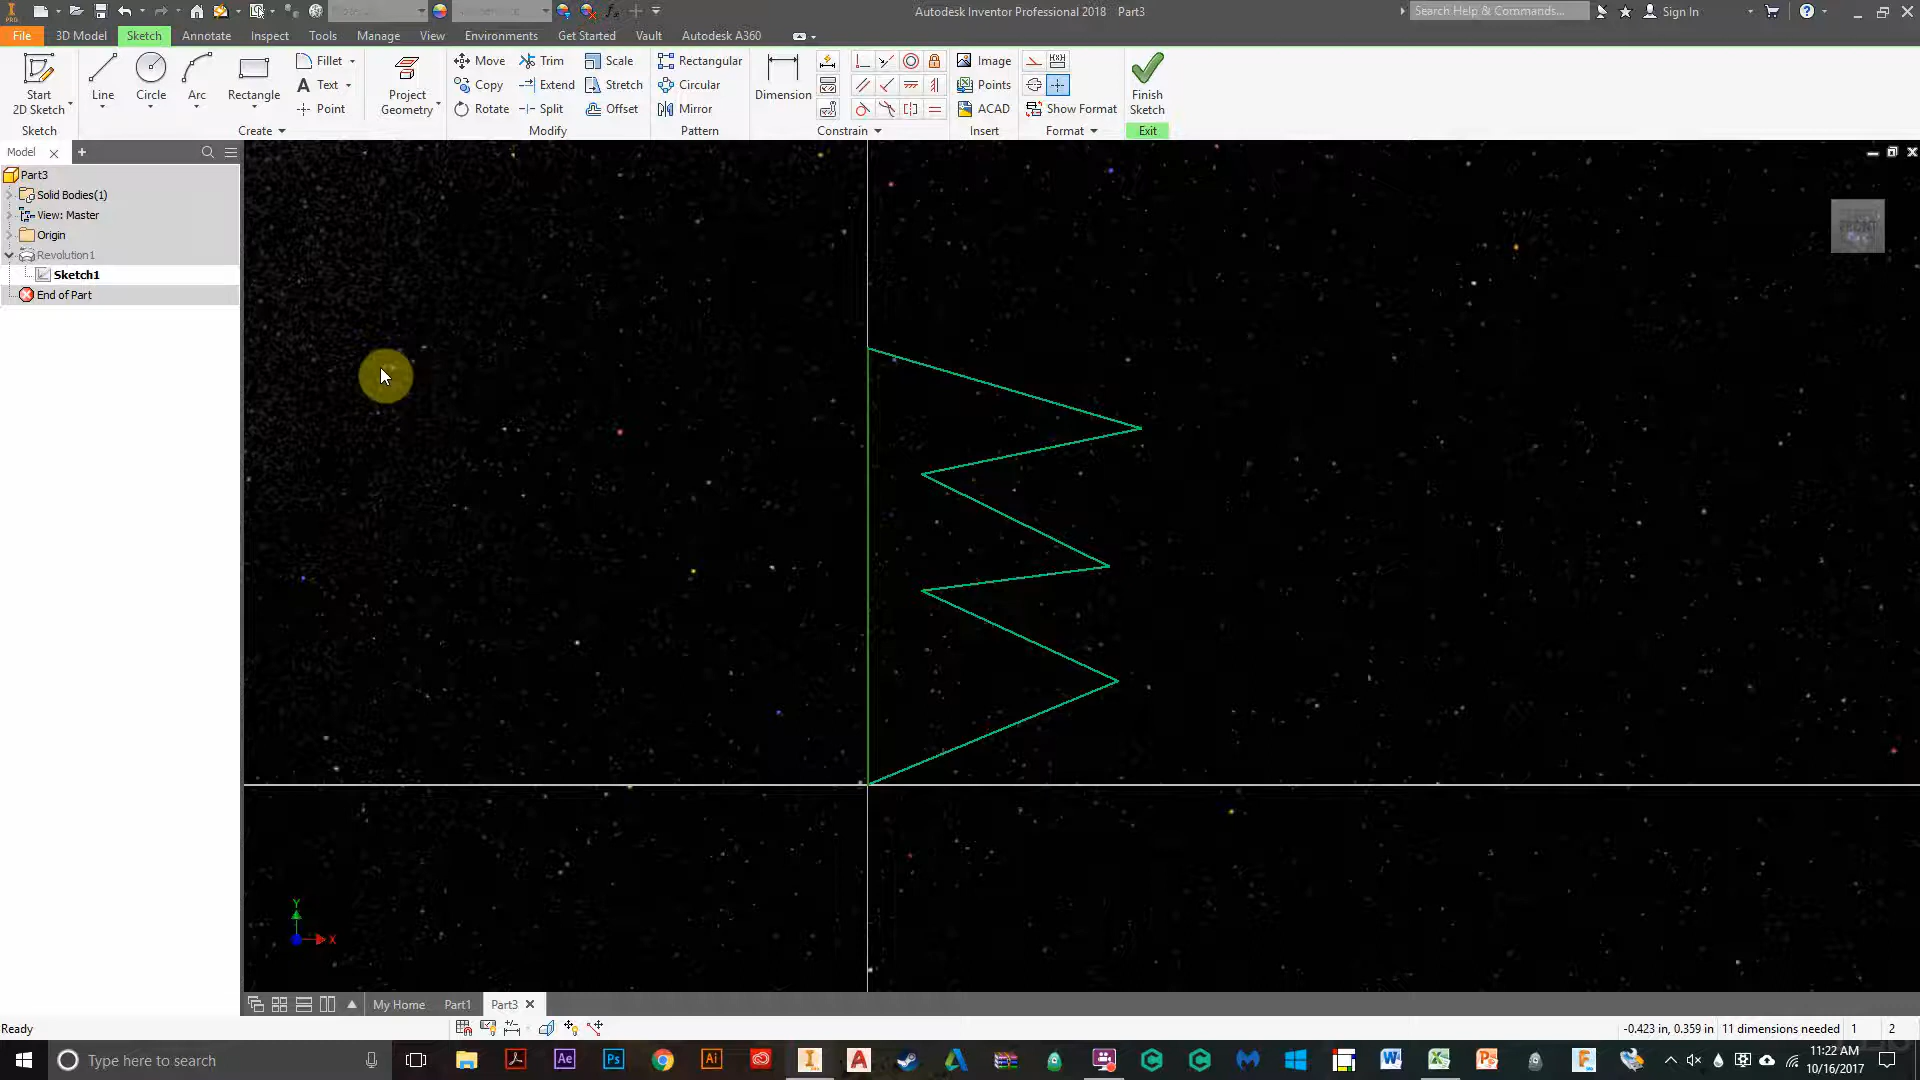 Autodesk Inventor Professional 2018 Part3
Search Help & Commands...
Sign In
File 3D Model Sketch Annotate Inspect Tools Manage View Environments Get Started Vault Autodesk A360
Start
2D Sketch
Line
Circle
Arc
Rectangle
Fillet
Text
Point
Project
Geometry
Move
Copy
Rotate
Trim
Extend
Split
Scale
Stretch
Offset
Rectangular
Circular
Mirror
Dimension
Image
Points
ACAD
Show Format
Finish
Sketch
Sketch Create Modify Pattern Constrain Insert Format Exit
Model
Part3
Solid Bodies(1)
View: Master
Origin
Revolution1
Sketch1
End of Part
FRONT
Y
X
My Home Part1 Part3
Ready
-0.423 in, 0.359 in 11 dimensions needed 1 2
Type here to search
11:22 AM
10/16/2017